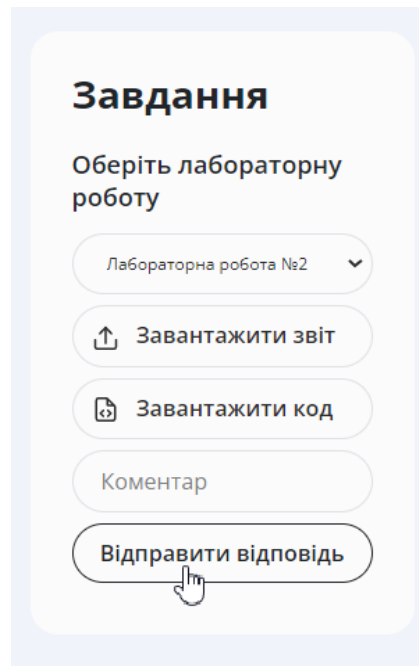 Завдання
Оберіть лабораторну
роботу
Лабораторна робота №2
Завантажити звіт
Завантажити код
Коментар
Відправити відповідь